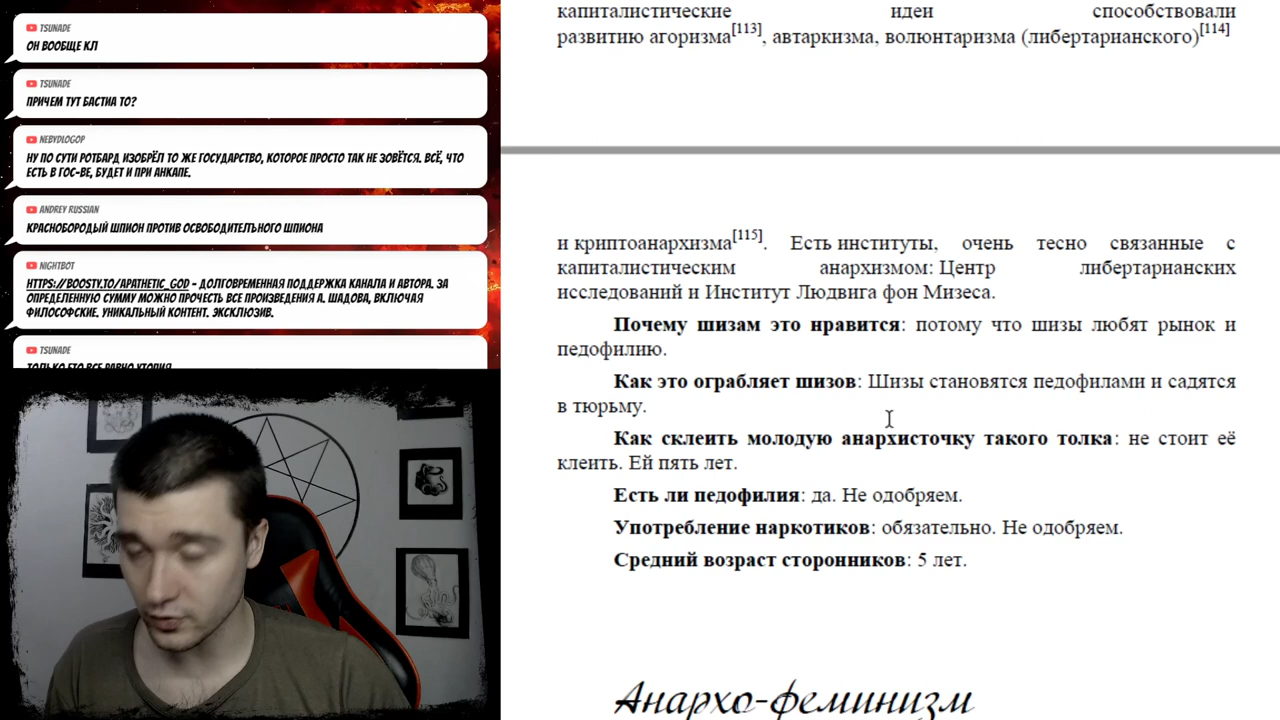 TSUNADE
ОН ВООБЩЕ КЛ
TSUNADE
ПРИЧЕМ ТУТ БАСТИА ТО?
NEBYDLOGOP
НУ ПО СУТИ РОТБАРД ИЗОБРЁЛ ТО ЖЕ ГОСУДАРСТВО, КОТОРОЕ ПРОСТО ТАК НЕ ЗОВЁТСЯ. ВСЁ, ЧТО
ЕСТЬ В ГОС-ВЕ, БУДЕТ И ПРИ АНКАПЕ.
ANDREY RUSSIAN
КРАСНОБОРОДЫЙ ШПИОН ПРОТИВ ОСВОБОДИТЕЛЪНОГО ШПИОНА
NIGHTBOT
HTTPS://BOOSTY.TO/APATHETIC_GOD - ДОЛГОВРЕМЕННАЯ ПОДДЕРЖКА КАНАЛА И АВТОРА. ЗА
ОПРЕДЕЛЕННУЮ СУММУ МОЖНО ПРОЧЕСТЬ ВСЕ ПРОИЗВЕДЕНИЯ А. ШАДОВА, ВКЛЮЧАЯ
ФИЛОСОФСКИЕ. УНИКАЛЬНЫЙ КОНТЕНТ. ЭКСКЛЮЗИВ.
TSUNADE
ТОЛЬКО ЕТО ВСЕ РАВНО УТОПИЯ
капиталистические идеи способствовали
развитию агоризма[113], автаркизма, волюнтаризма (либертарианского)[114]
и криптоанархизма[115]. Есть институты, очень тесно связанные с
капиталистическим анархизмом: Центр либертарианских
исследований и Институт Людвига фон Мизеса.
Почему шизам это нравится: потому что шизы любят рынок и
педофилию.
Как это ограбляет шизов: Шизы становятся педофилами и садятся
в тюрьму.
Как склеить молодую анархисточку такого толка: не стоит её
клеить. Ей пять лет.
Есть ли педофилия: да. Не одобряем.
Употребление наркотиков: обязательно. Не одобряем.
Средний возраст сторонников: 5 лет.
Анархо-феминизм